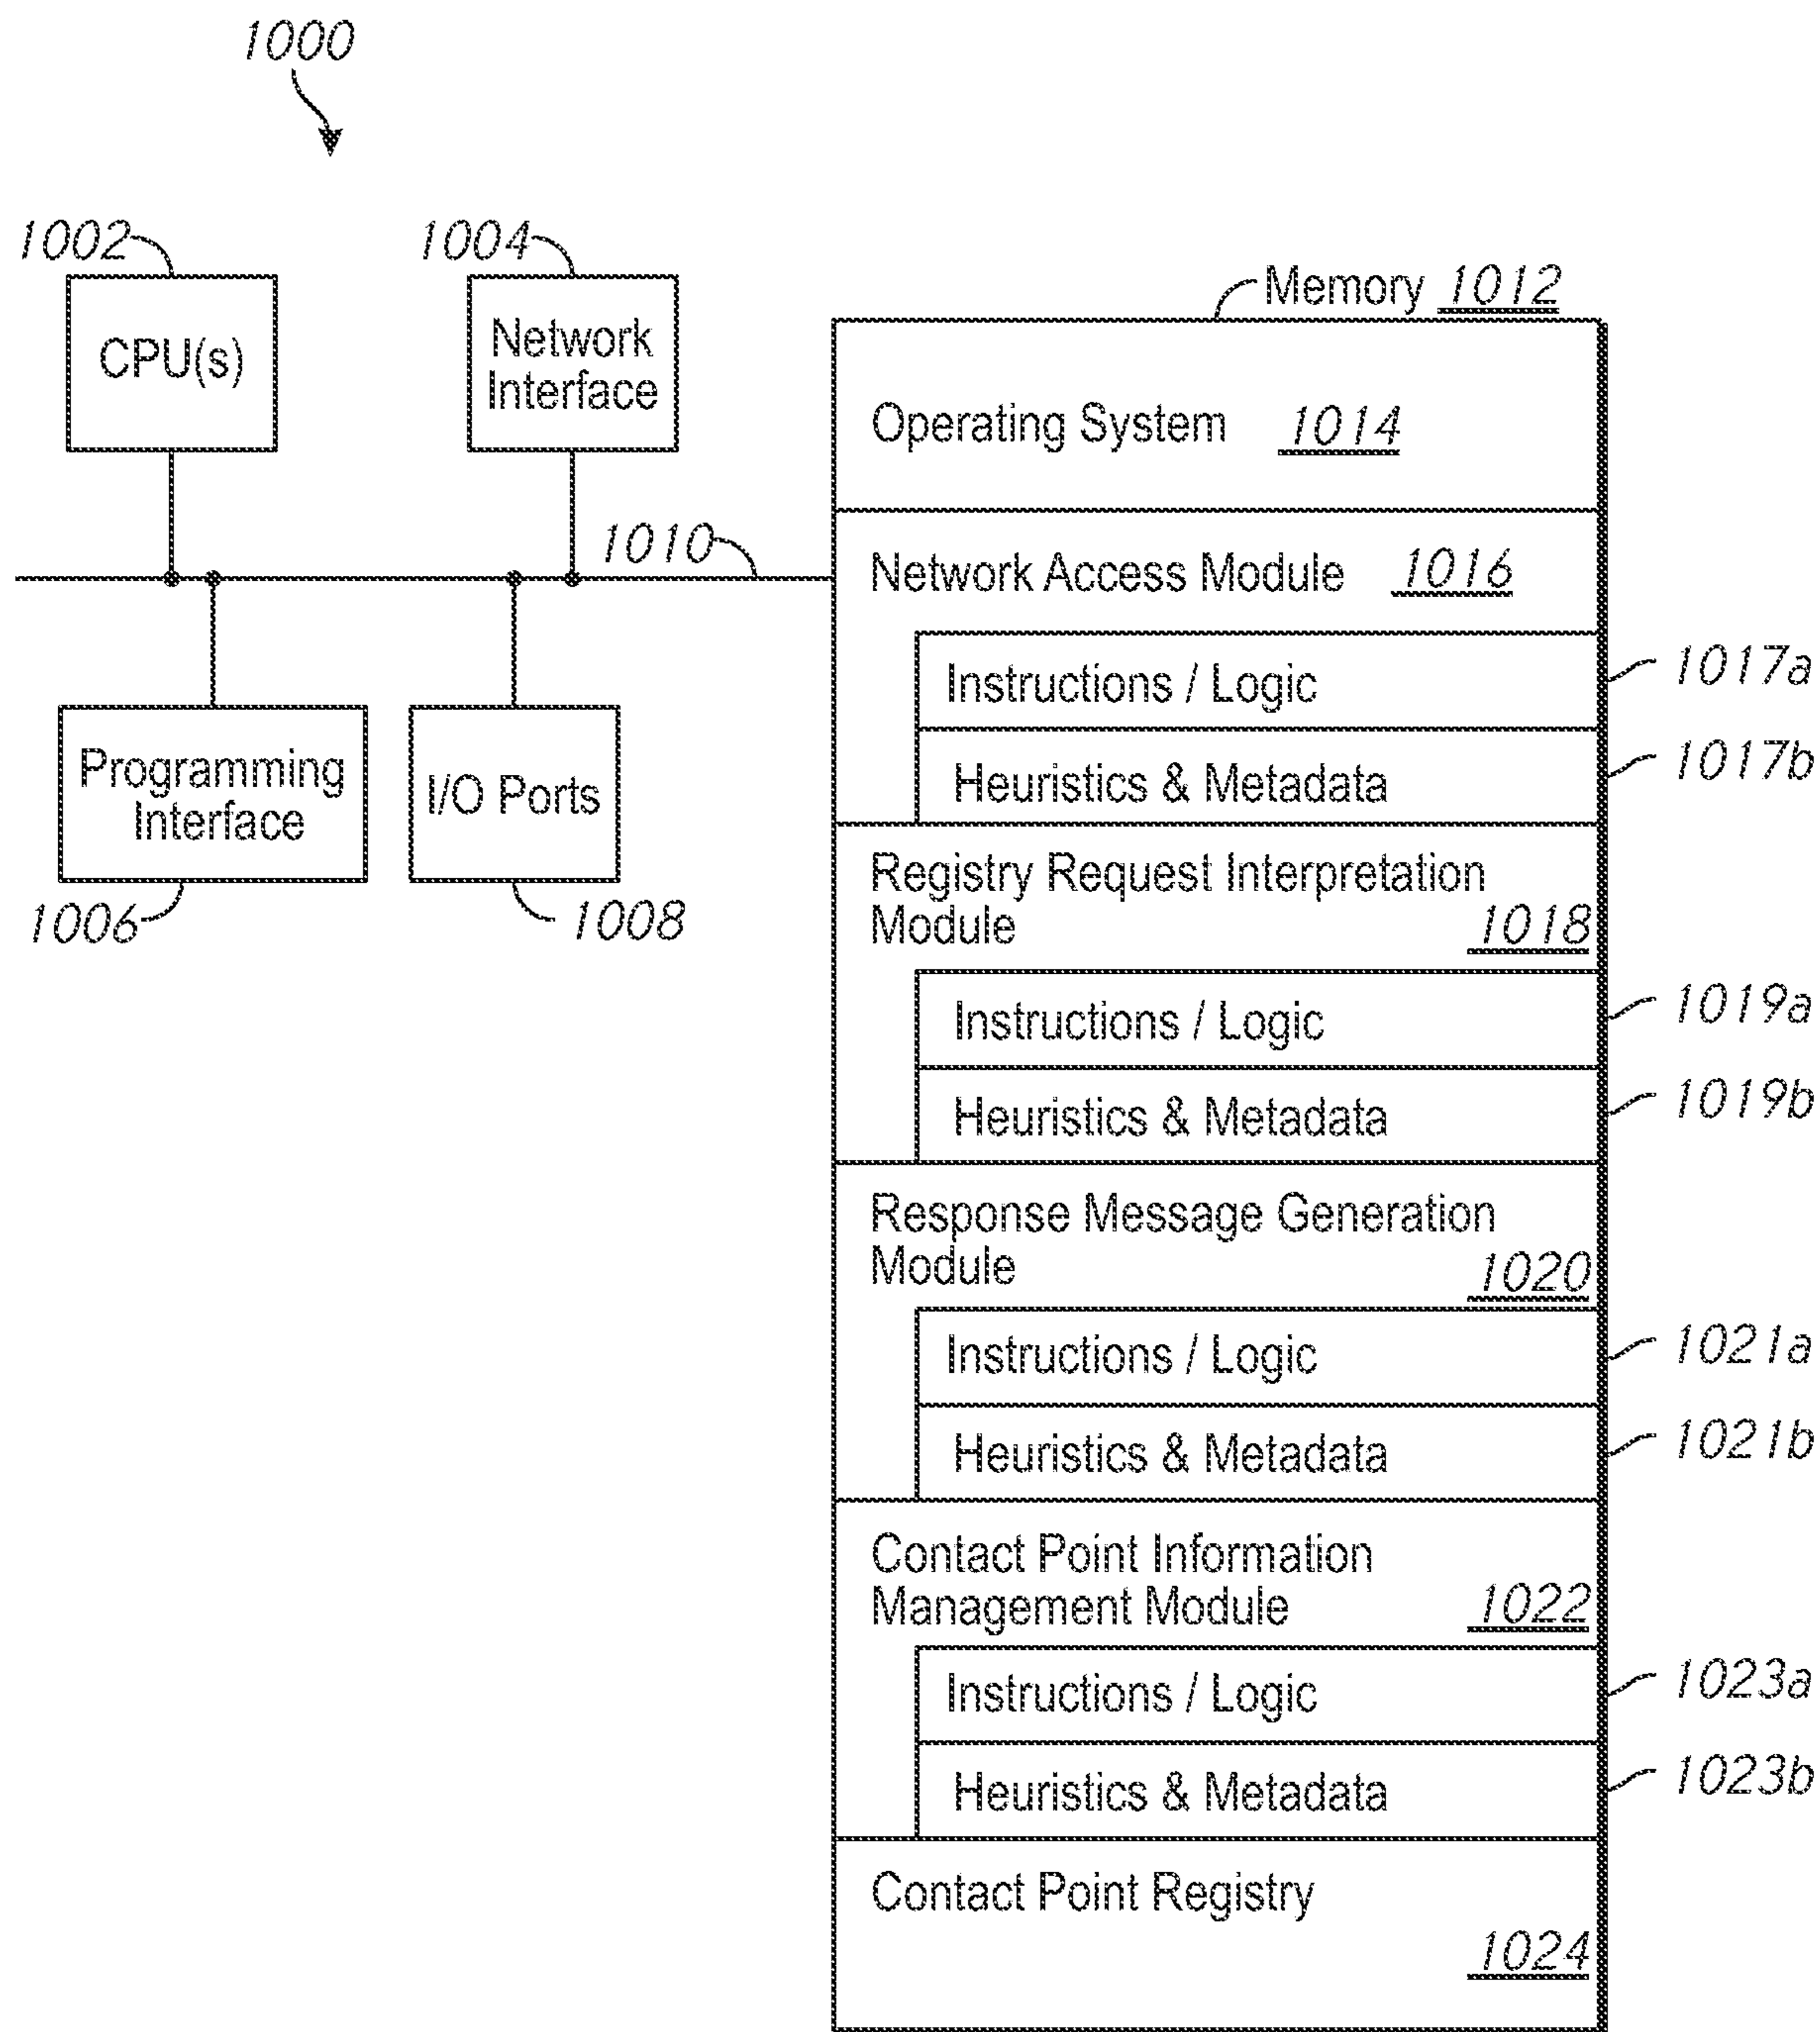 1000
1002
CPU(s)
1004
Network
Interface
1010
Programming
Interface
1006
I/O Ports
1008
Memory 1012
Operating System 1014
Network Access Module 1016
Instructions / Logic 1017a
Heuristics & Metadata 1017b
Registry Request Interpretation
Module 1018
Instructions / Logic 1019a
Heuristics & Metadata 1019b
Response Message Generation
Module 1020
Instructions / Logic 1021a
Heuristics & Metadata 1021b
Contact Point Information
Management Module 1022
Instructions / Logic 1023a
Heuristics & Metadata 1023b
Contact Point Registry
1024